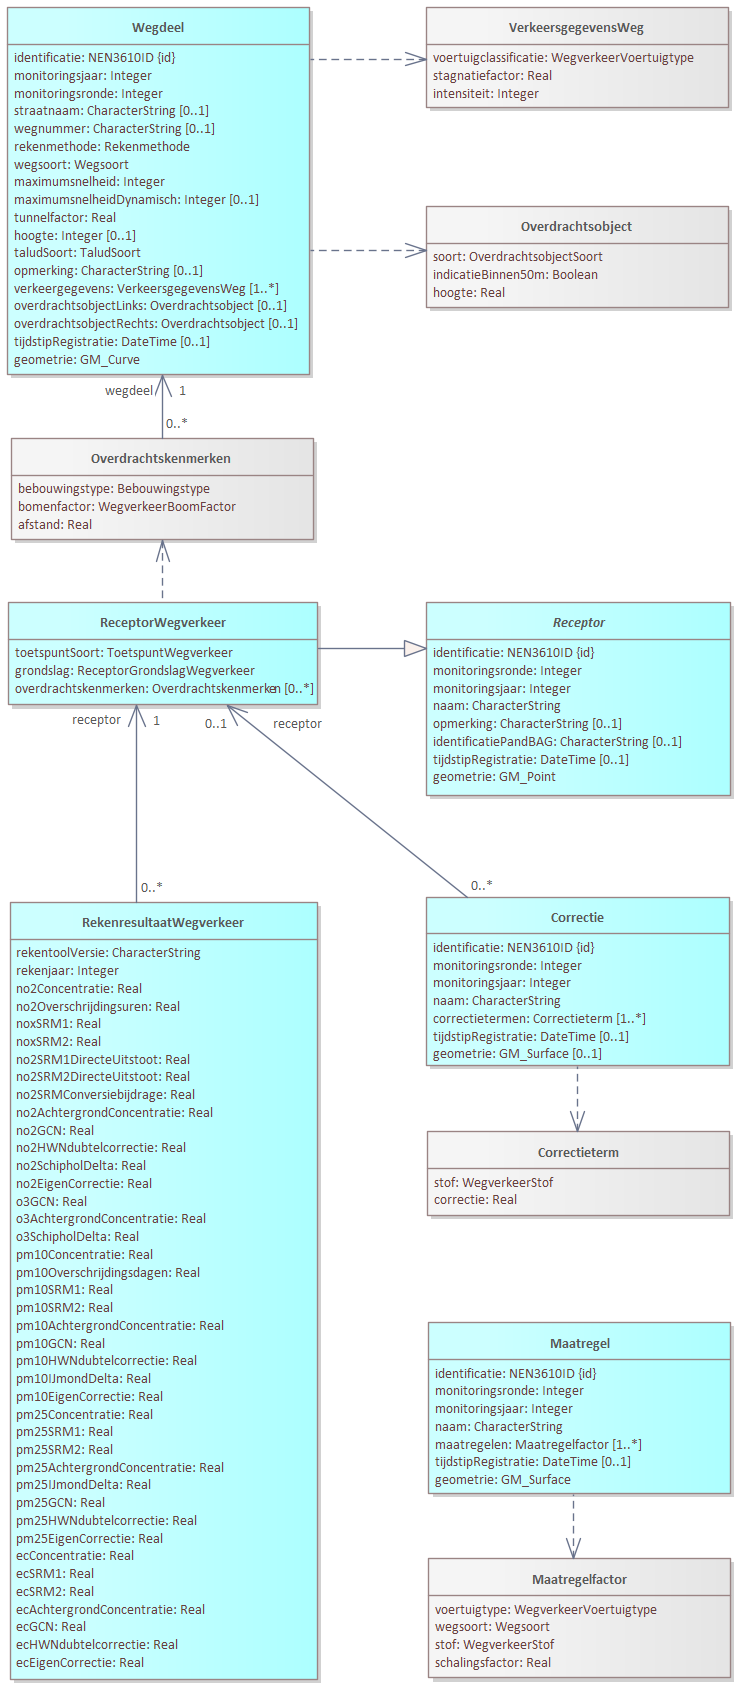 Wegdeel
identificatie: NEN3610ID {id}
monitoringsjaar: Integer
monitoringsronde: Integer
straatnaam: CharacterString [0..1]
wegnummer: CharacterString [0..1]
rekenmethode: Rekenmethode
wegsoort: Wegsoort
maximumsnelheid: Integer
maximumsnelheidDynamisch: Integer [0..1]
tunnelfactor: Real
hoogte: Integer [0..1]
taludSoort: TaludSoort
opmerking: CharacterString [0..1]
verkeergegevens: VerkeersgegevensWeg [1..*]
overdrachtsobjectLinks: Overdrachtsobject [0..1]
overdrachtsobjectRechts: Overdrachtsobject [0..1]
tijdstipRegistratie: DateTime [0..1]
geometrie: GM_Curve
VerkeersgegevensWeg
voertuigclassificatie: WegverkeerVoertuigtype
stagnatiefactor: Real
intensiteit: Integer
Overdrachtsobject
soort: OverdrachtsobjectSoort
indicatieBinnen50m: Boolean
hoogte: Real
wegdeel 1
0..*
Overdrachtskenmerken
bebouwingstype: Bebouwingstype
bomenfactor: WegverkeerBoomFactor
afstand: Real
ReceptorWegverkeer
toetspuntSoort: ToetspuntWegverkeer
grondslag: ReceptorGrondslagWegverkeer
overdrachtskenmerken: Overdrachtskenmerken [0..*]
Receptor
identificatie: NEN3610ID {id}
monitoringsronde: Integer
monitoringsjaar: Integer
naam: CharacterString
opmerking: CharacterString [0..1]
identificatiePandBAG: CharacterString [0..1]
tijdstipRegistratie: DateTime [0..1]
geometrie: GM_Point
receptor 1
0..1 receptor
0..*
0..*
RekenresultaatWegverkeer
rekentoolVersie: CharacterString
rekenjaar: Integer
no2Concentratie: Real
no2Overschrijdingsuren: Real
noxSRM1: Real
noxSRM2: Real
no2SRM1DirecteUitstoot: Real
no2SRM2DirecteUitstoot: Real
no2SRMConversiebijdrage: Real
no2AchtergrondConcentratie: Real
no2GCN: Real
no2HWNdubtelcorrectie: Real
no2SchipholDelta: Real
no2EigenCorrectie: Real
o3GCN: Real
o3AchtergrondConcentratie: Real
o3SchipholDelta: Real
pm10Concentratie: Real
pm10Overschrijdingsdagen: Real
pm10SRM1: Real
pm10SRM2: Real
pm10AchtergrondConcentratie: Real
pm10GCN: Real
pm10HWNdubtelcorrectie: Real
pm10IJmondDelta: Real
pm10EigenCorrectie: Real
pm25Concentratie: Real
pm25SRM1: Real
pm25SRM2: Real
pm25AchtergrondConcentratie: Real
pm25IJmondDelta: Real
pm25GCN: Real
pm25HWNdubtelcorrectie: Real
pm25EigenCorrectie: Real
ecConcentratie: Real
ecSRM1: Real
ecSRM2: Real
ecAchtergrondConcentratie: Real
ecGCN: Real
ecHWNdubtelcorrectie: Real
ecEigenCorrectie: Real
Correctie
identificatie: NEN3610ID {id}
monitoringsronde: Integer
monitoringsjaar: Integer
naam: CharacterString
correctietermen: Correctieterm [1..*]
tijdstipRegistratie: DateTime [0..1]
geometrie: GM_Surface [0..1]
Correctieterm
stof: WegverkeerStof
correctie: Real
Maatregel
identificatie: NEN3610ID {id}
monitoringsronde: Integer
monitoringsjaar: Integer
naam: CharacterString
maatregelen: Maatregelfactor [1..*]
tijdstipRegistratie: DateTime [0..1]
geometrie: GM_Surface
Maatregelfactor
voertuigtype: WegverkeerVoertuigtype
wegsoort: Wegsoort
stof: WegverkeerStof
schalingsfactor: Real